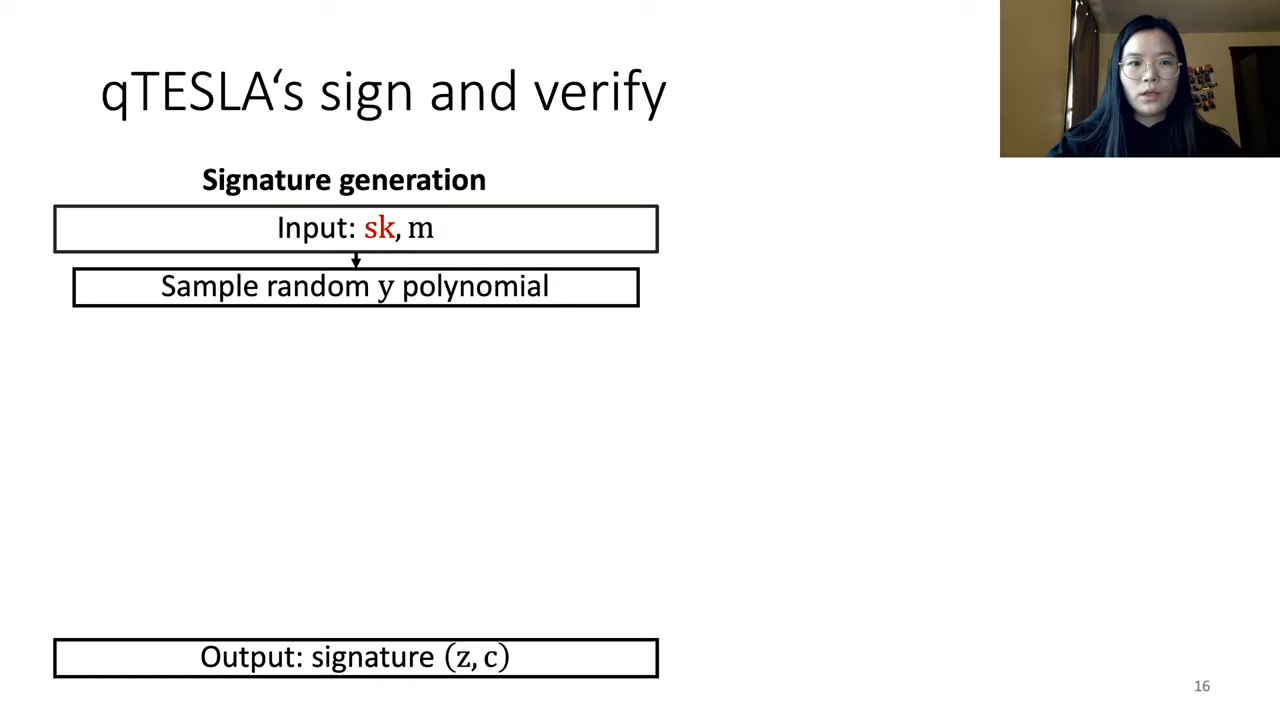 qTESLA‘s sign and verify
Signature generation
Input: sk, m
Sample random y polynomial
Output: signature (z, c)
16